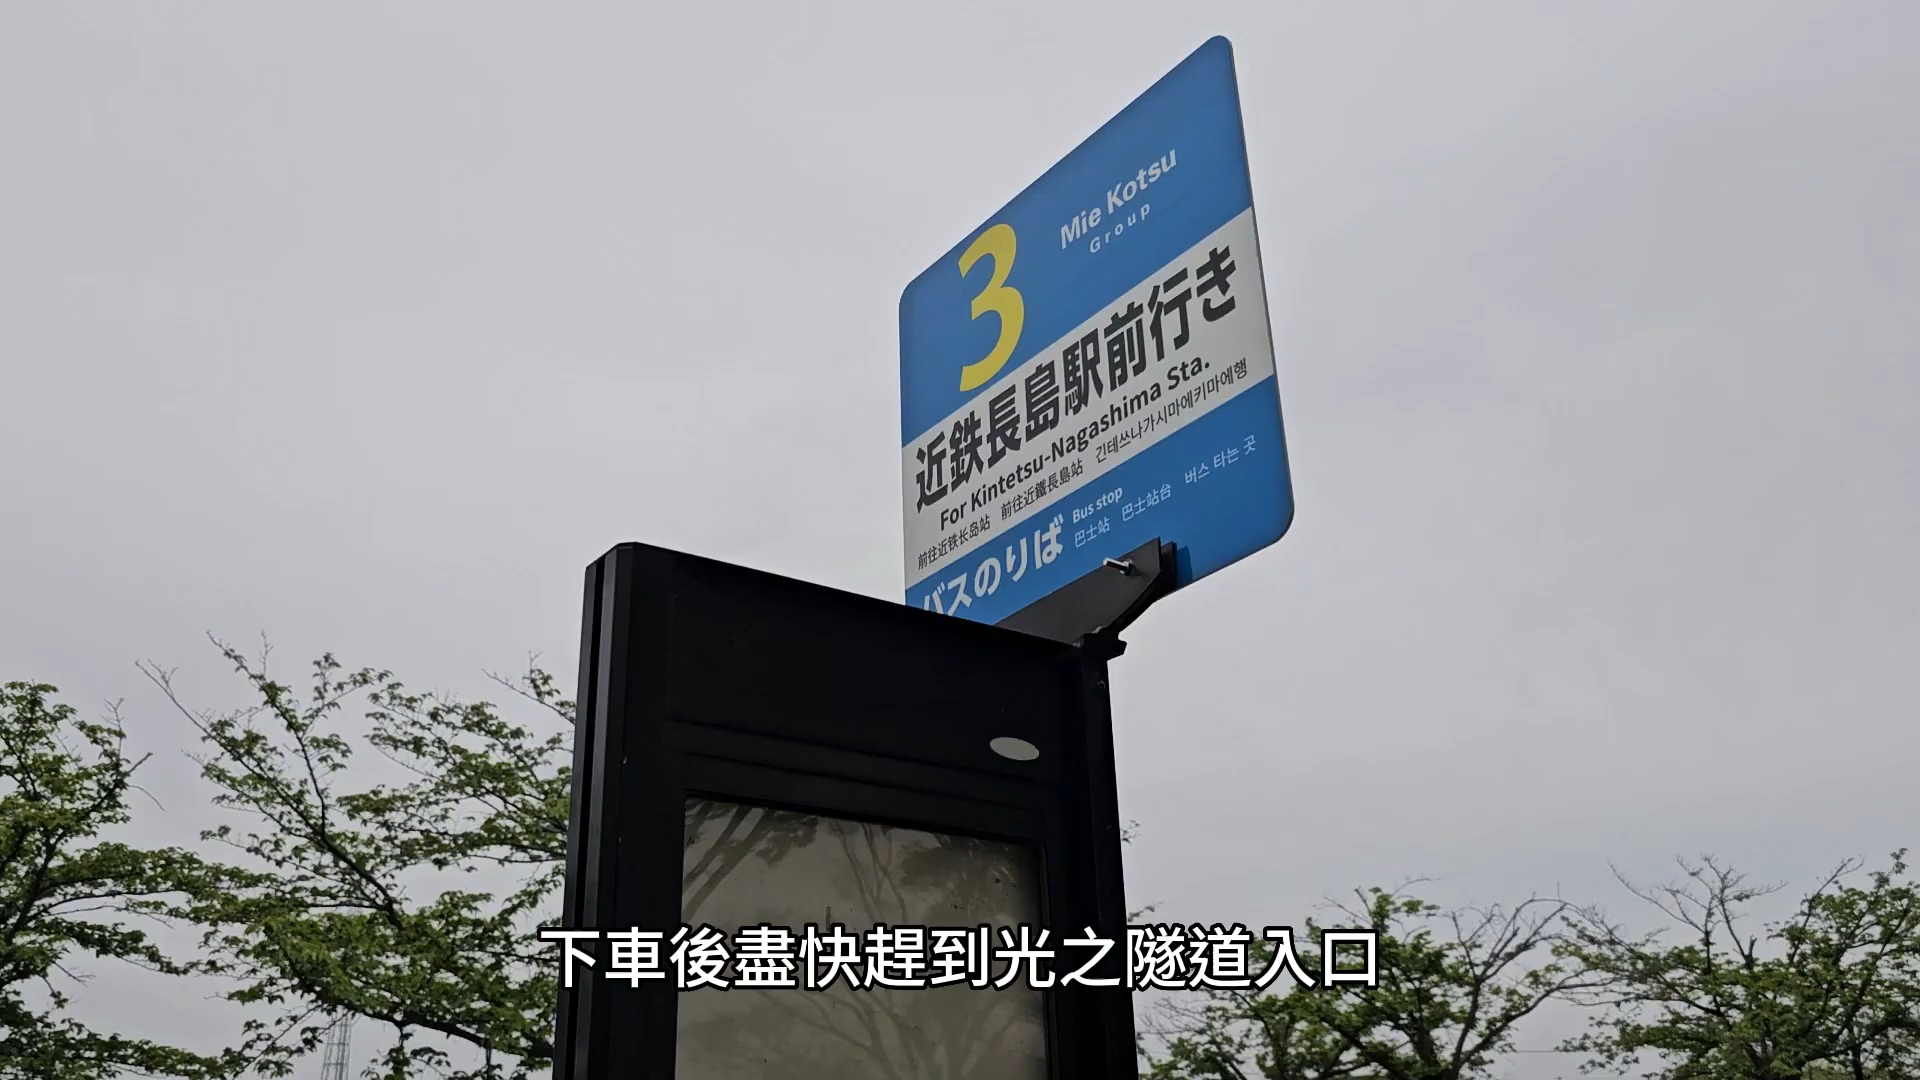 3
Mie Kotsu
Group
近鉄長島駅前行き
For Kintetsu-Nagashima Sta.
前往近铁长岛站 前往近鐵長島站 긴테쓰나가시마에키마에행
バスのりば
Bus stop
巴士站 巴士站台 버스 타는 곳
下車後盡快趕到光之隧道入口